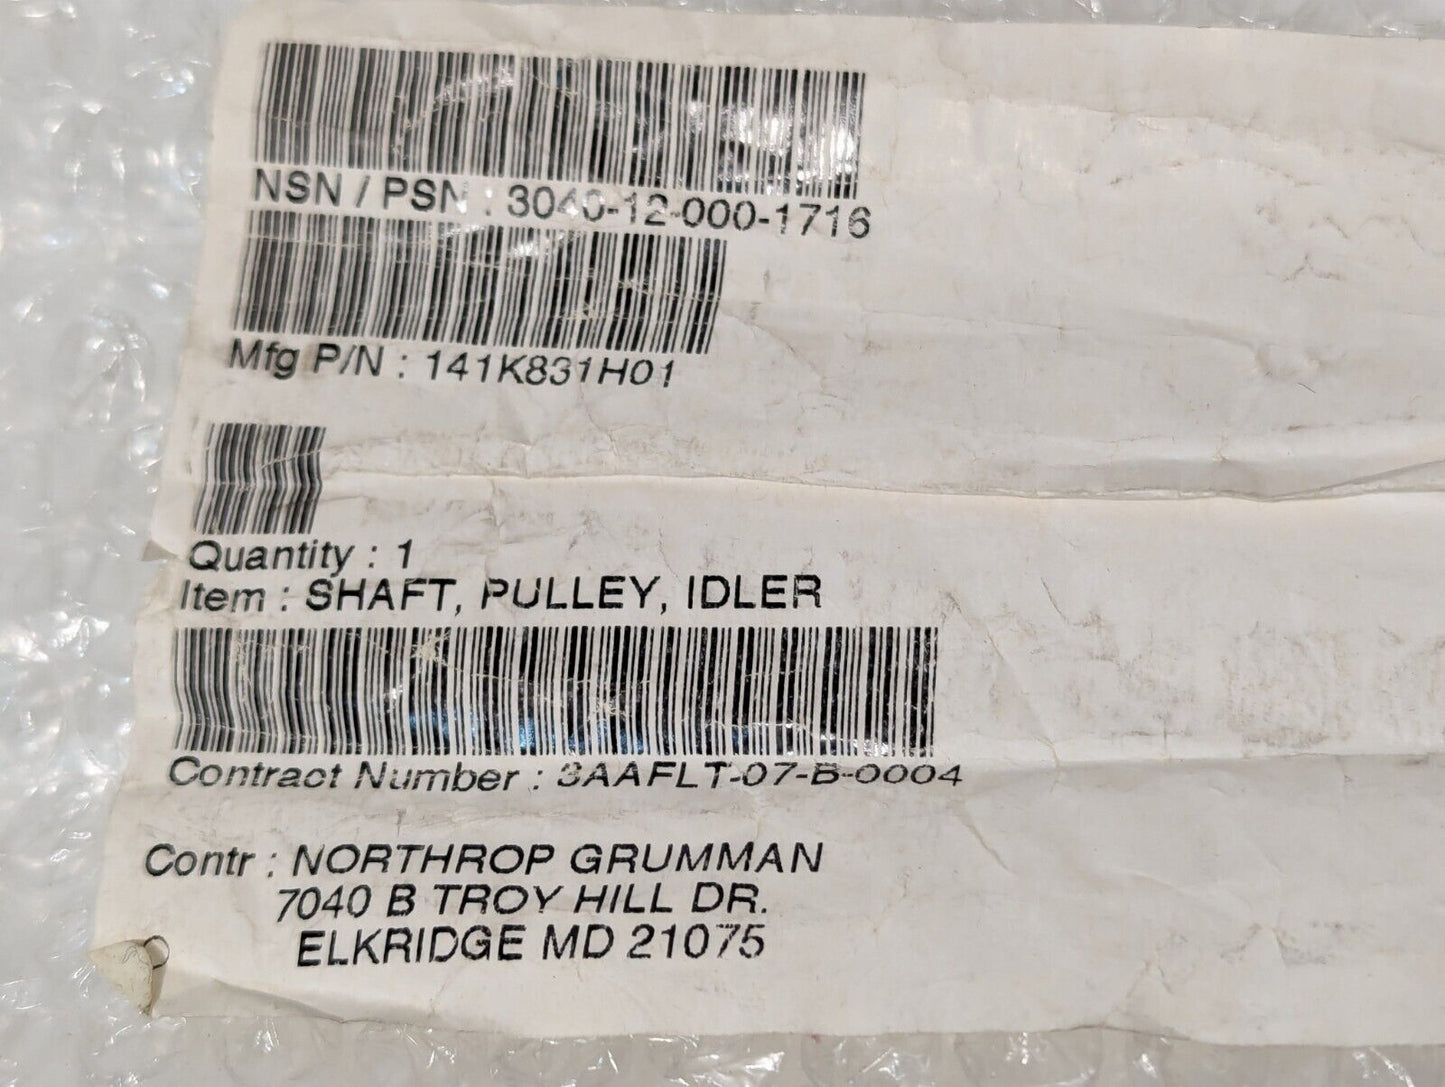 NSN / PSN : 3040-12-000-1716
Mfg P/N : 141K831H01
Quantity : 1
Item : SHAFT, PULLEY, IDLER
Contract Number : 3AAFLT-07-B-0004
Contr : NORTHROP GRUMMAN
7040 B TROY HILL DR.
ELKRIDGE MD 21075